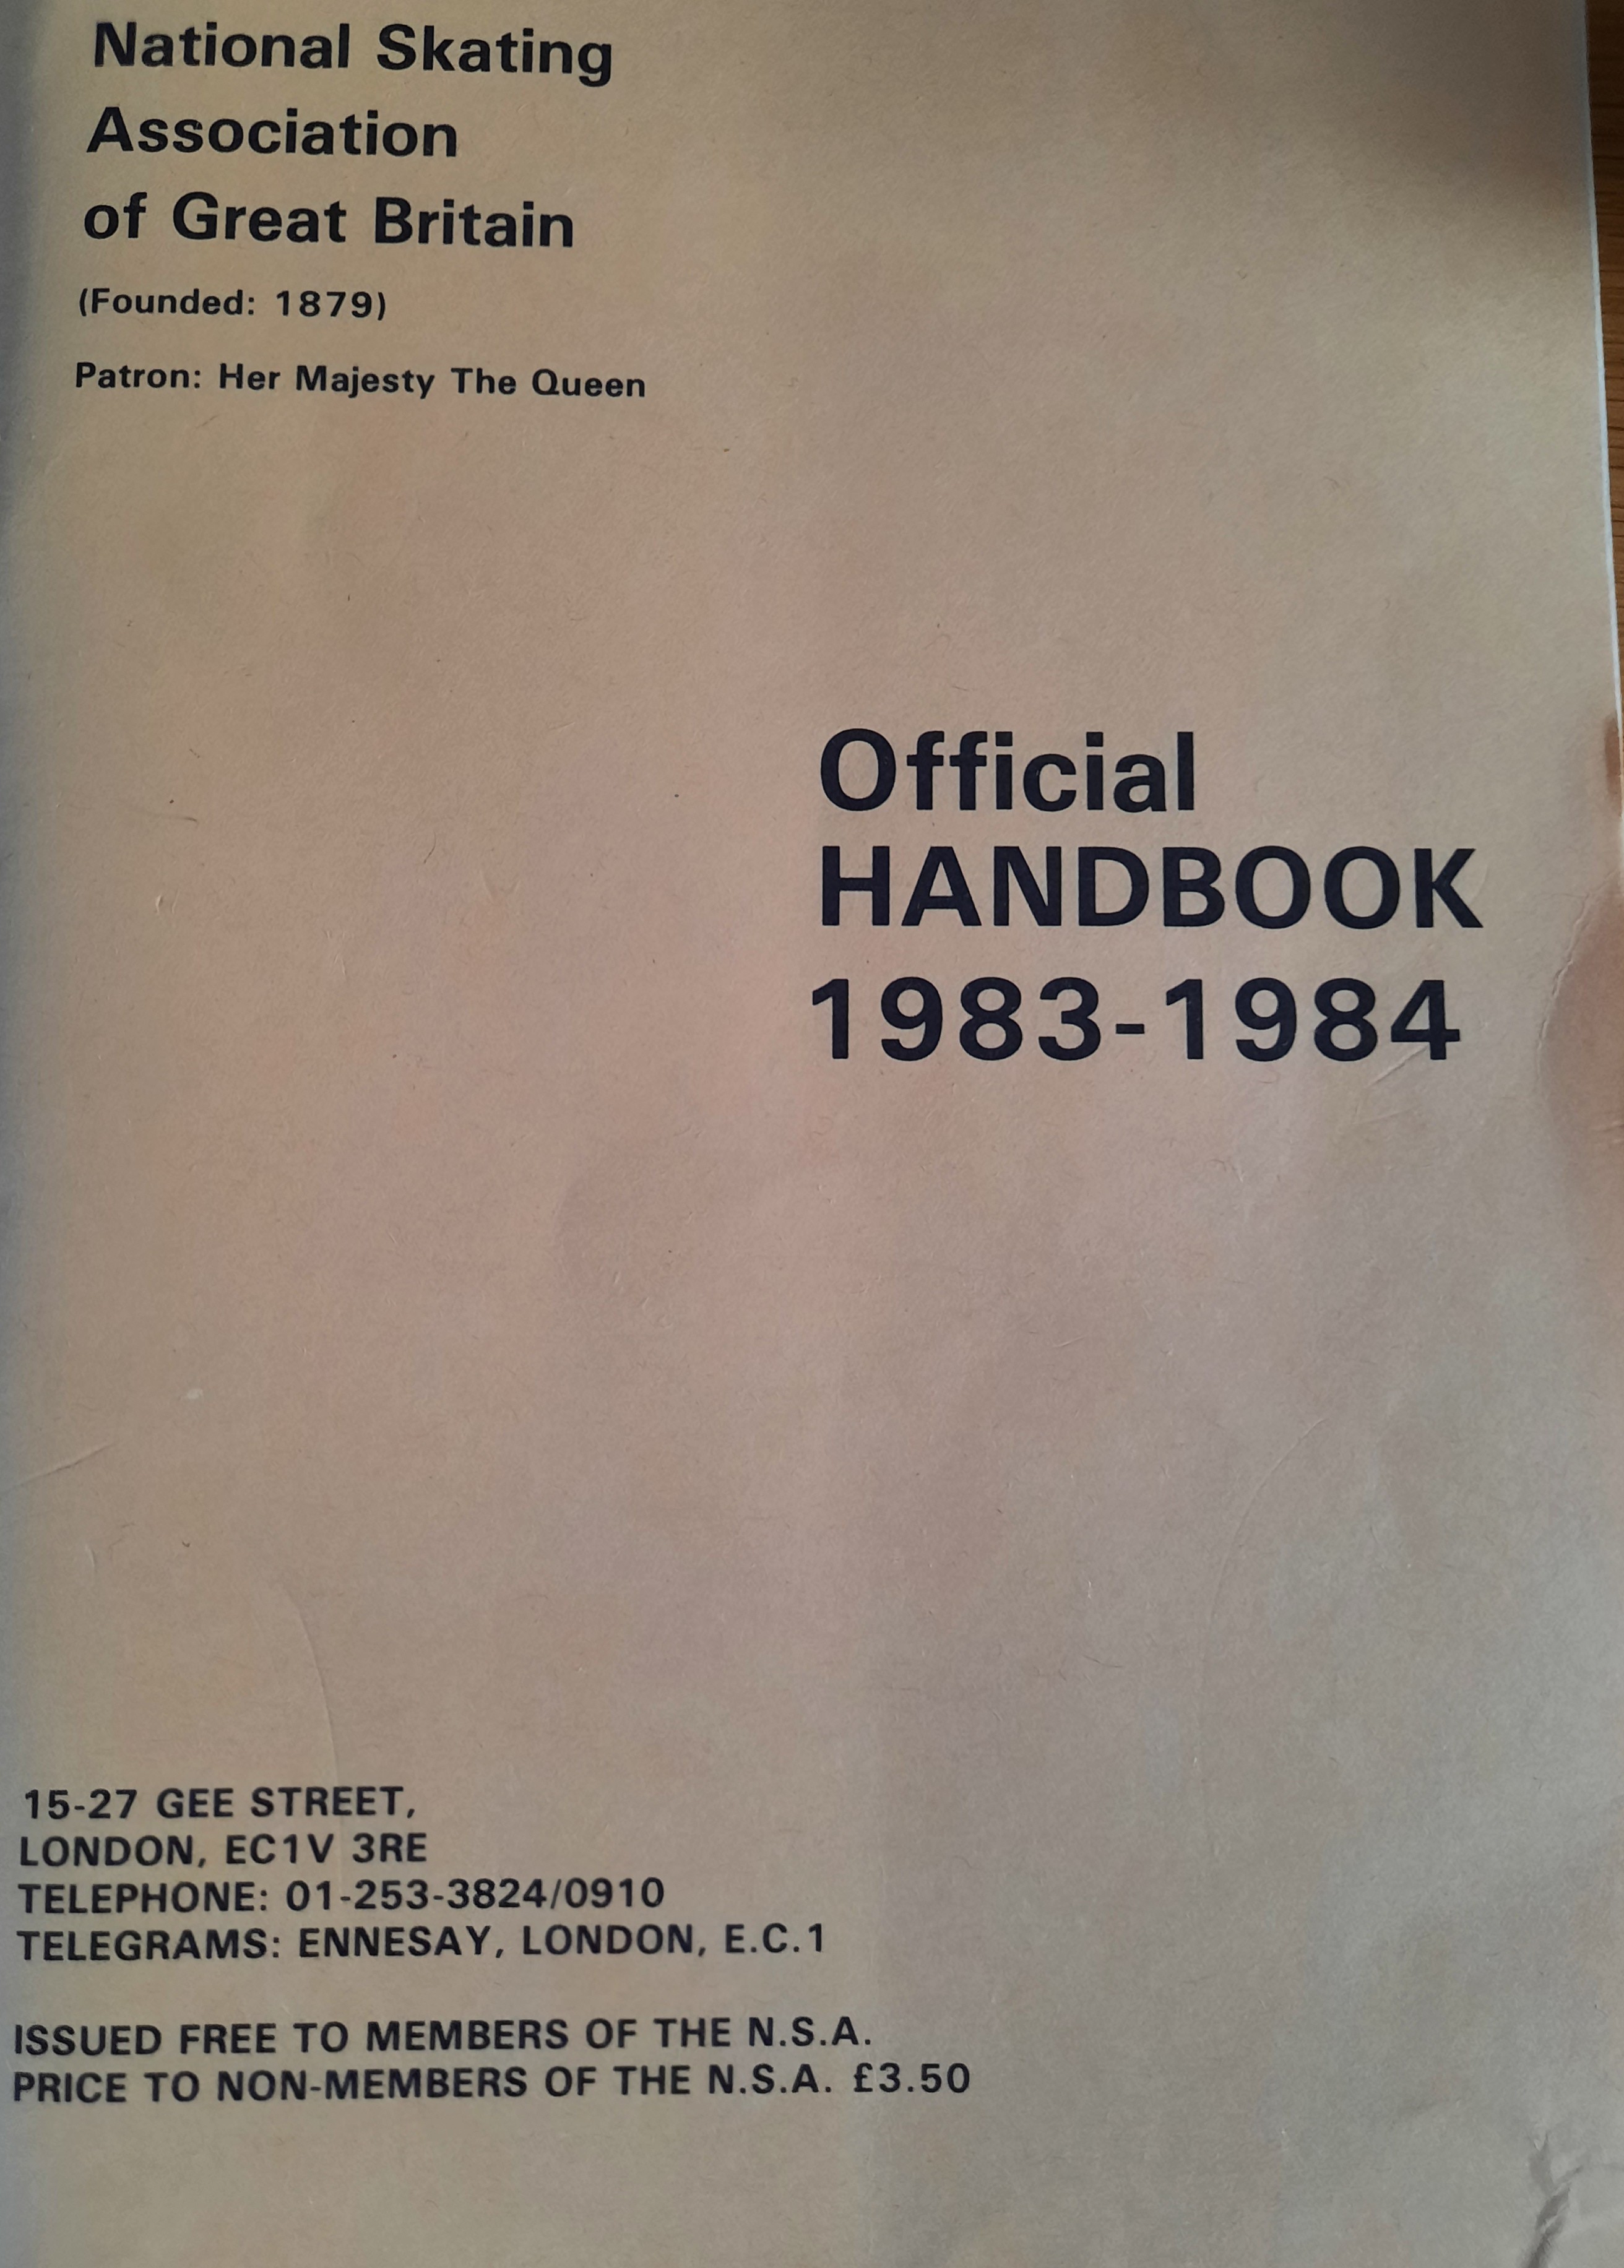 National Skating
Association
of Great Britain
(Founded: 1879)
Patron: Her Majesty The Queen
Official
HANDBOOK
1983-1984
15-27 GEE STREET,
LONDON, EC1V 3RE
TELEPHONE: 01-253-3824/0910
TELEGRAMS: ENNESAY, LONDON, E.C.1
ISSUED FREE TO MEMBERS OF THE N.S.A.
PRICE TO NON-MEMBERS OF THE N.S.A. £3.50